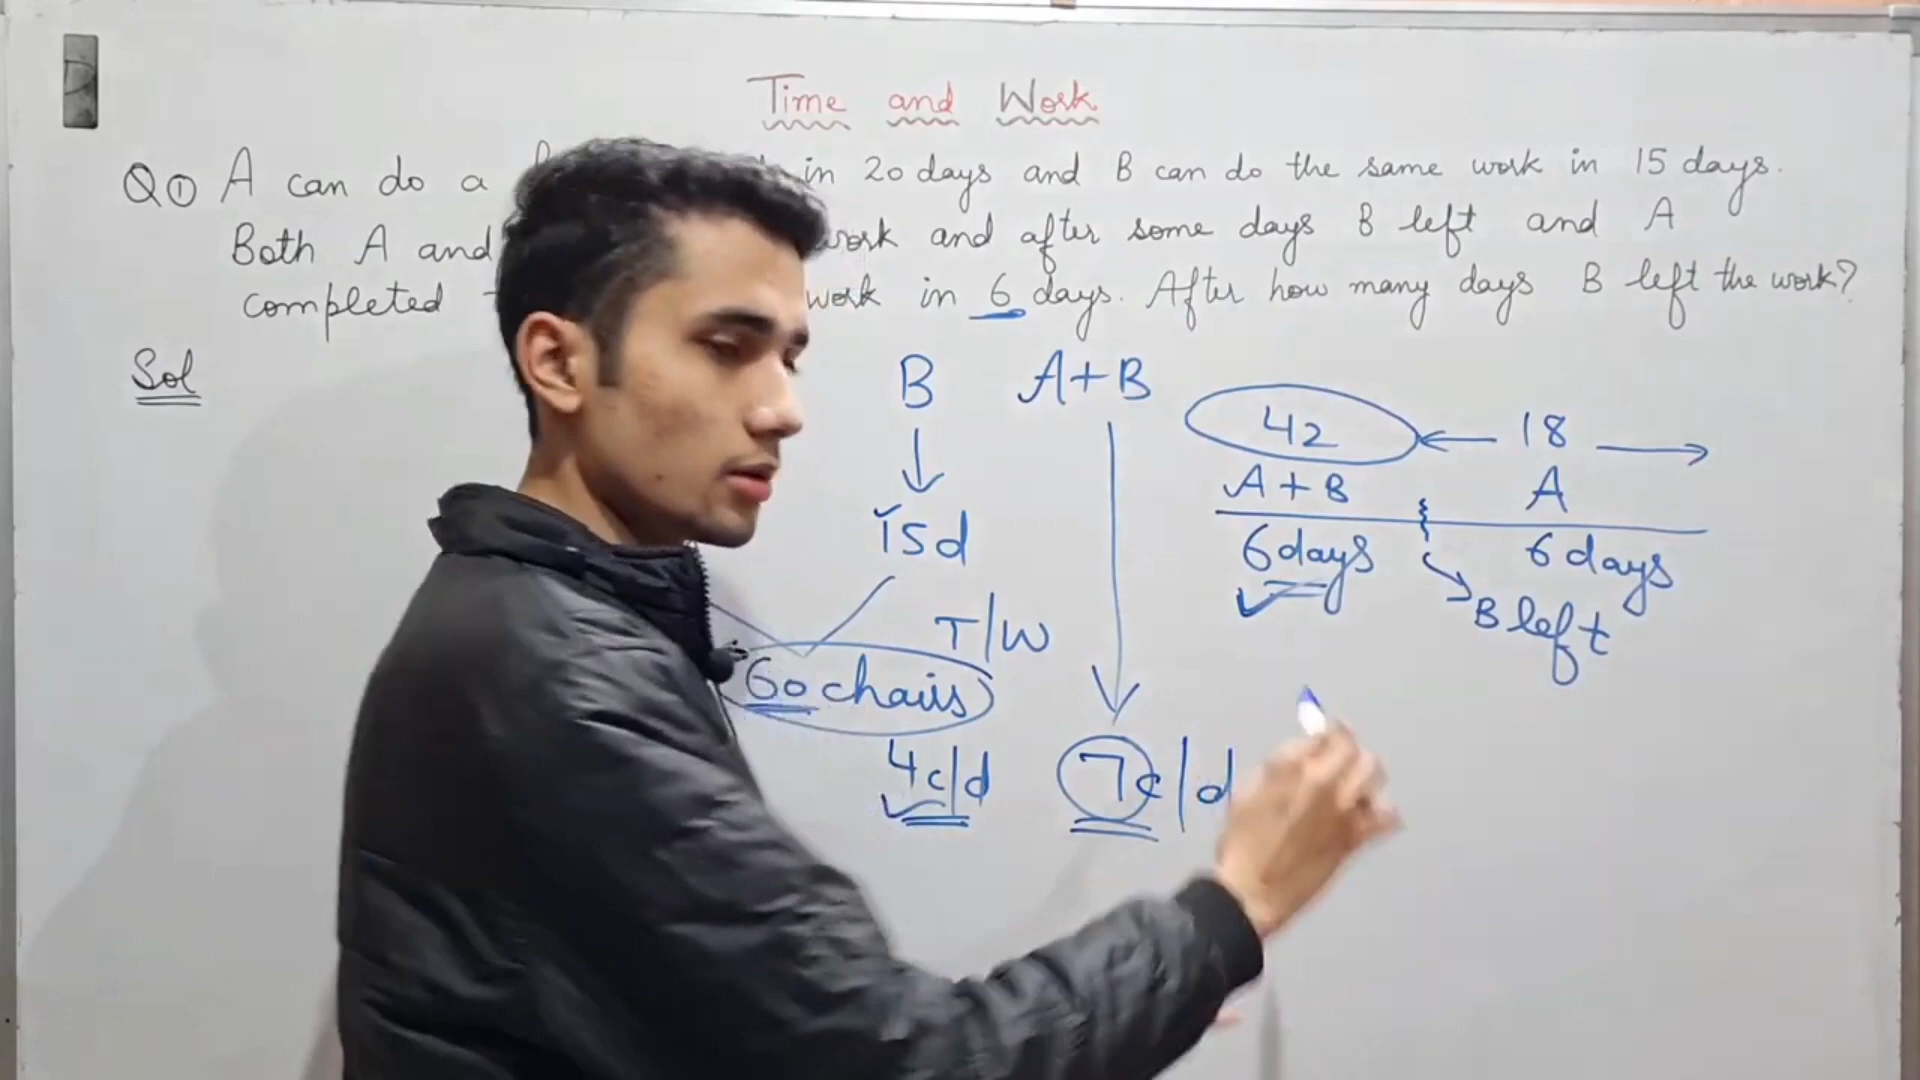 Time and Work
Q① A can do a in 20 days and B can do the same work in 15 days.
Both A and work and after some days B left and A
completed work in 6 days. After how many days B left the work?
Sol
B A+B
42 18
A+B A
15d
6 days 6 days
B left
T/W
60 chairs
4c/d 7c/d